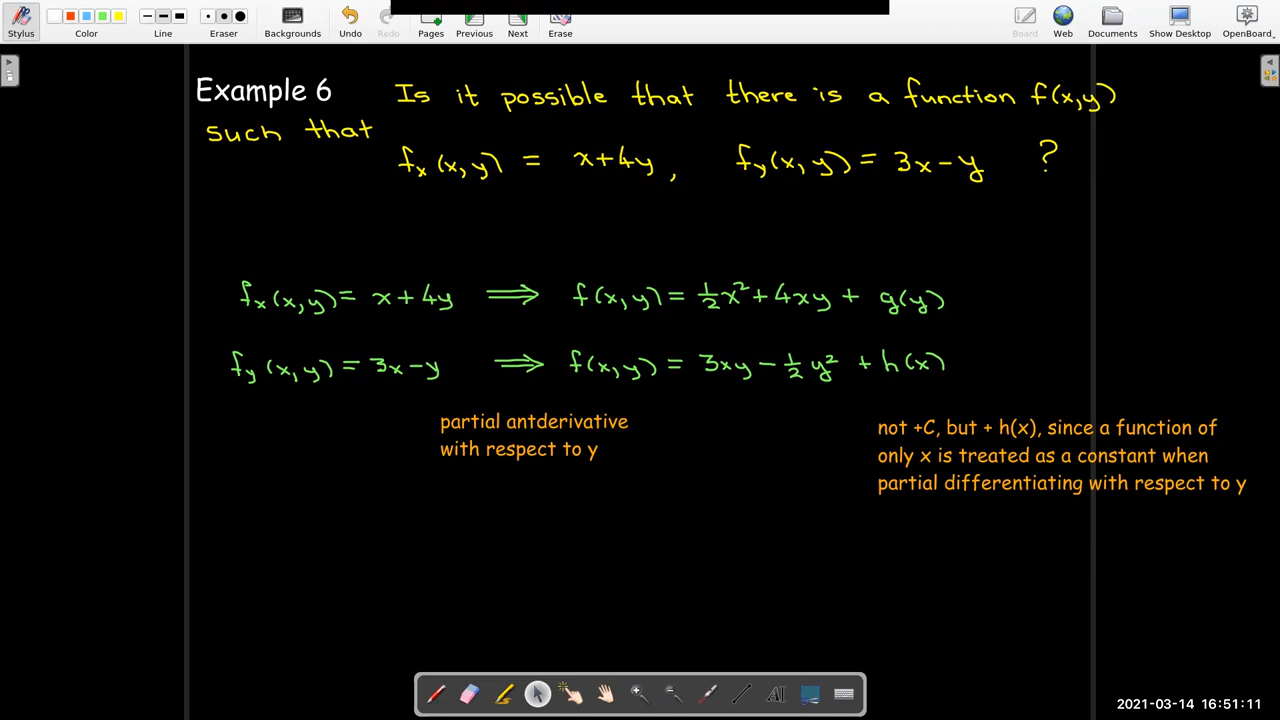 Stylus Color Line Eraser Backgrounds Undo Redo Pages Previous Next Erase Board Web Documents Show Desktop OpenBoard
Example 6 Is it possible that there is a function f(x,y)
such that
fₓ(x,y) = x+4y, f_y(x,y) = 3x-y ?
fₓ(x,y) = x+4y ⟹ f(x,y) = ½x² + 4xy + g(y)
f_y(x,y) = 3x-y ⟹ f(x,y) = 3xy - ½y² + h(x)
partial antderivative
with respect to y
not +C, but + h(x), since a function of
only x is treated as a constant when
partial differentiating with respect to y
AI
2021-03-14 16:51:11